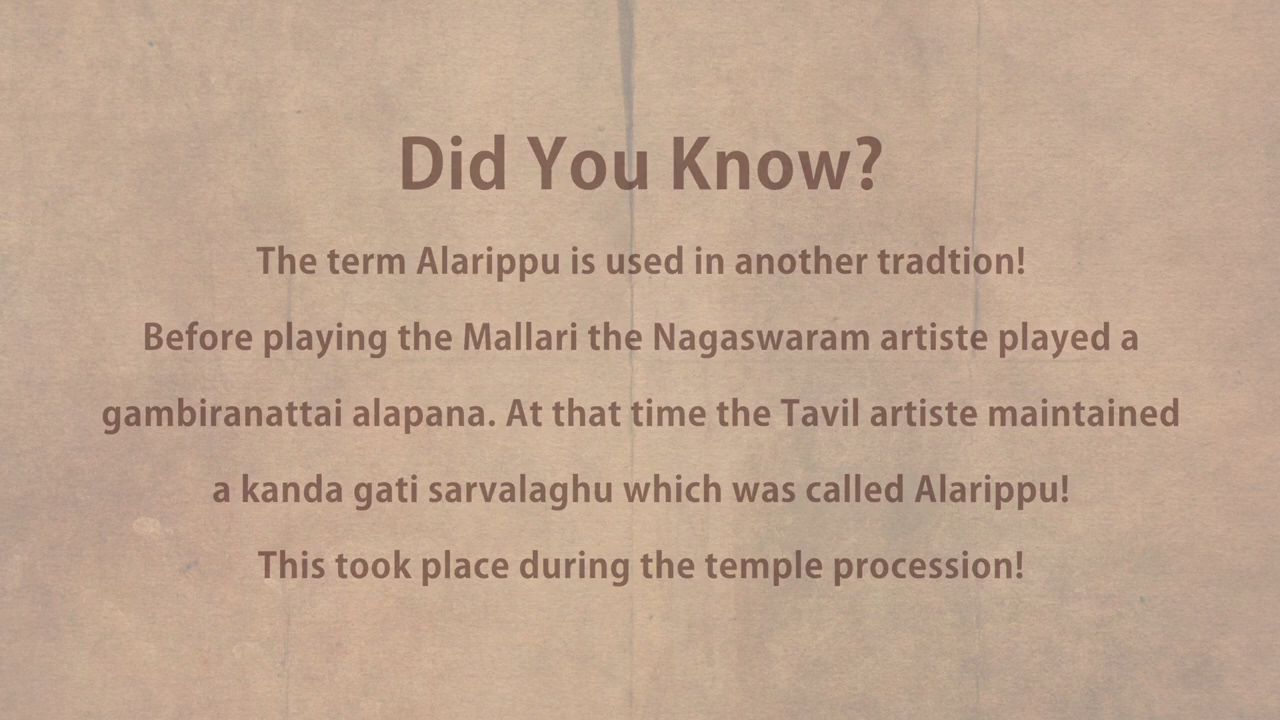 Did You Know?
The term Alarippu is used in another tradtion!
Before playing the Mallari the Nagaswaram artiste played a
gambiranattai alapana. At that time the Tavil artiste maintained
a kanda gati sarvalaghu which was called Alarippu!
This took place during the temple procession!